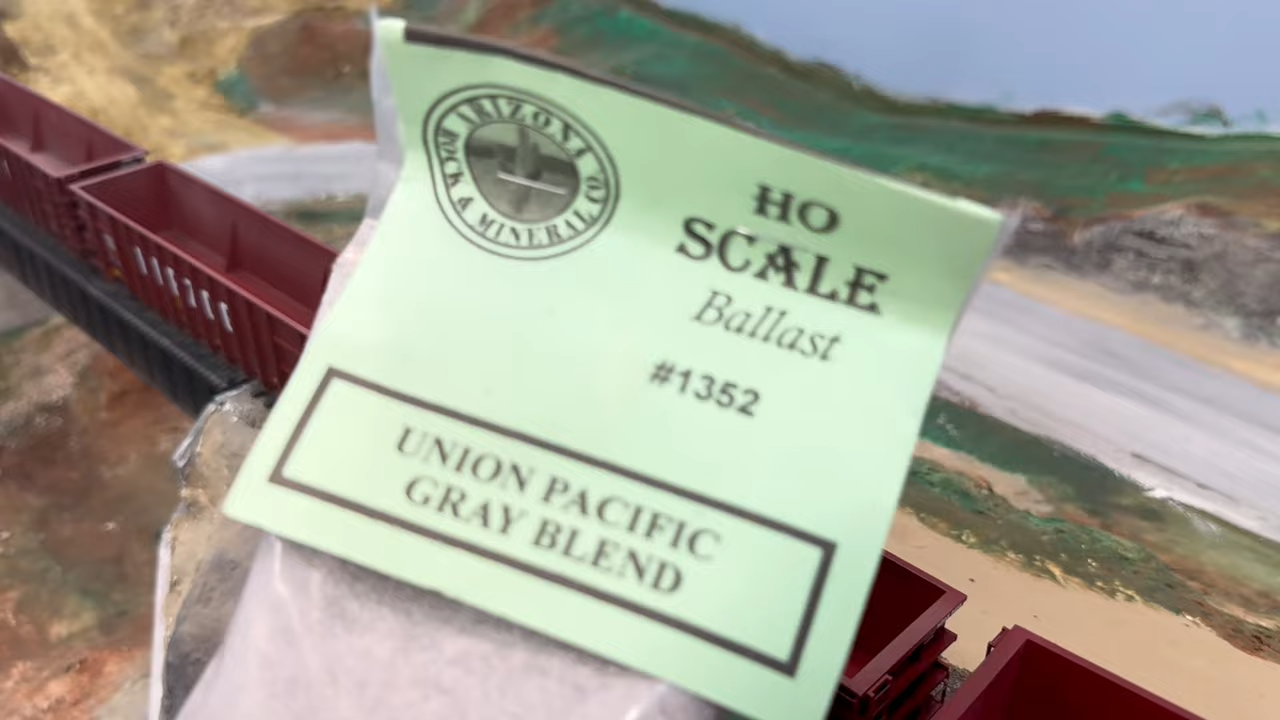 ARIZONA
ROCK & MINERAL CO.
HO
SCALE
Ballast
#1352
UNION PACIFIC
GRAY BLEND